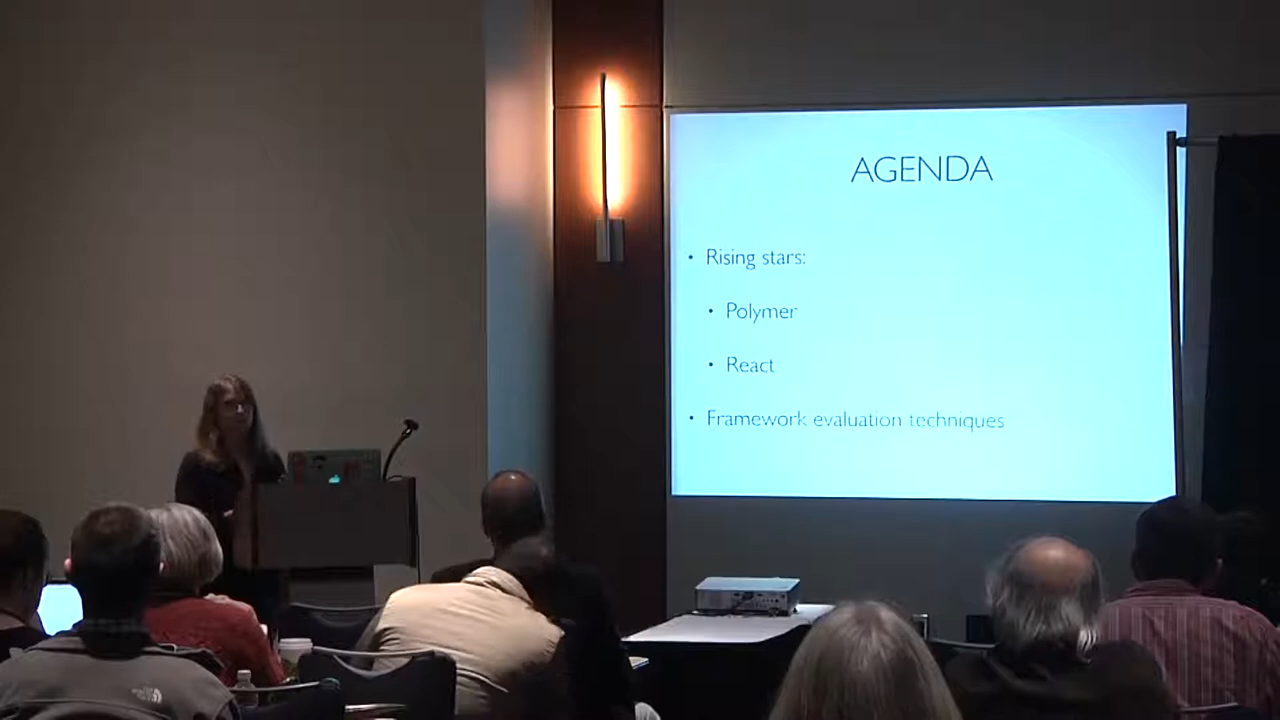 AGENDA
• Rising stars:
• Polymer
• React
• Framework evaluation techniques